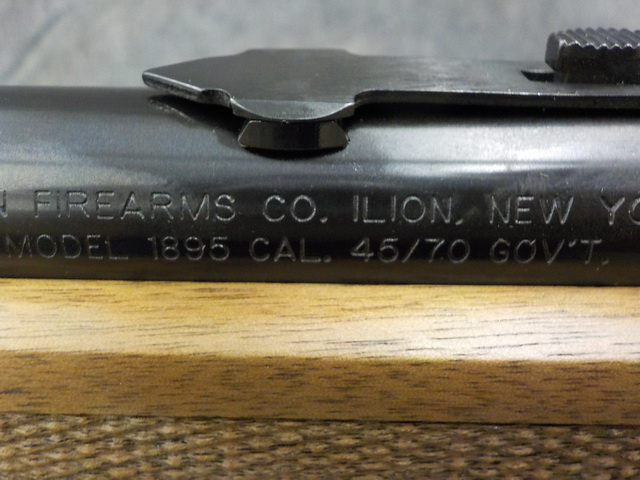 N FIREARMS CO. ILION, NEW YO
MODEL 1895 CAL. 45/70 GOV'T.